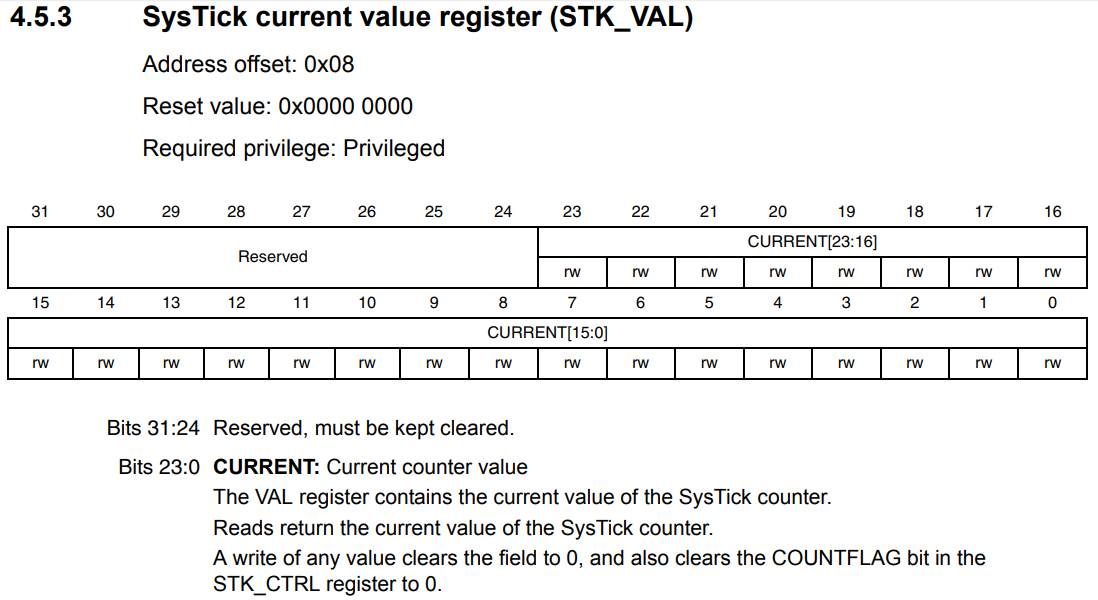 4.5.3 SysTick current value register (STK_VAL)
Address offset: 0x08
Reset value: 0x0000 0000
Required privilege: Privileged
31 30 29 28 27 26 25 24 23 22 21 20 19 18 17 16
Reserved CURRENT[23:16]
rw rw rw rw rw rw rw rw
15 14 13 12 11 10 9 8 7 6 5 4 3 2 1 0
CURRENT[15:0]
rw rw rw rw rw rw rw rw rw rw rw rw rw rw rw rw
Bits 31:24 Reserved, must be kept cleared.
Bits 23:0 CURRENT: Current counter value
The VAL register contains the current value of the SysTick counter.
Reads return the current value of the SysTick counter.
A write of any value clears the field to 0, and also clears the COUNTFLAG bit in the
STK_CTRL register to 0.